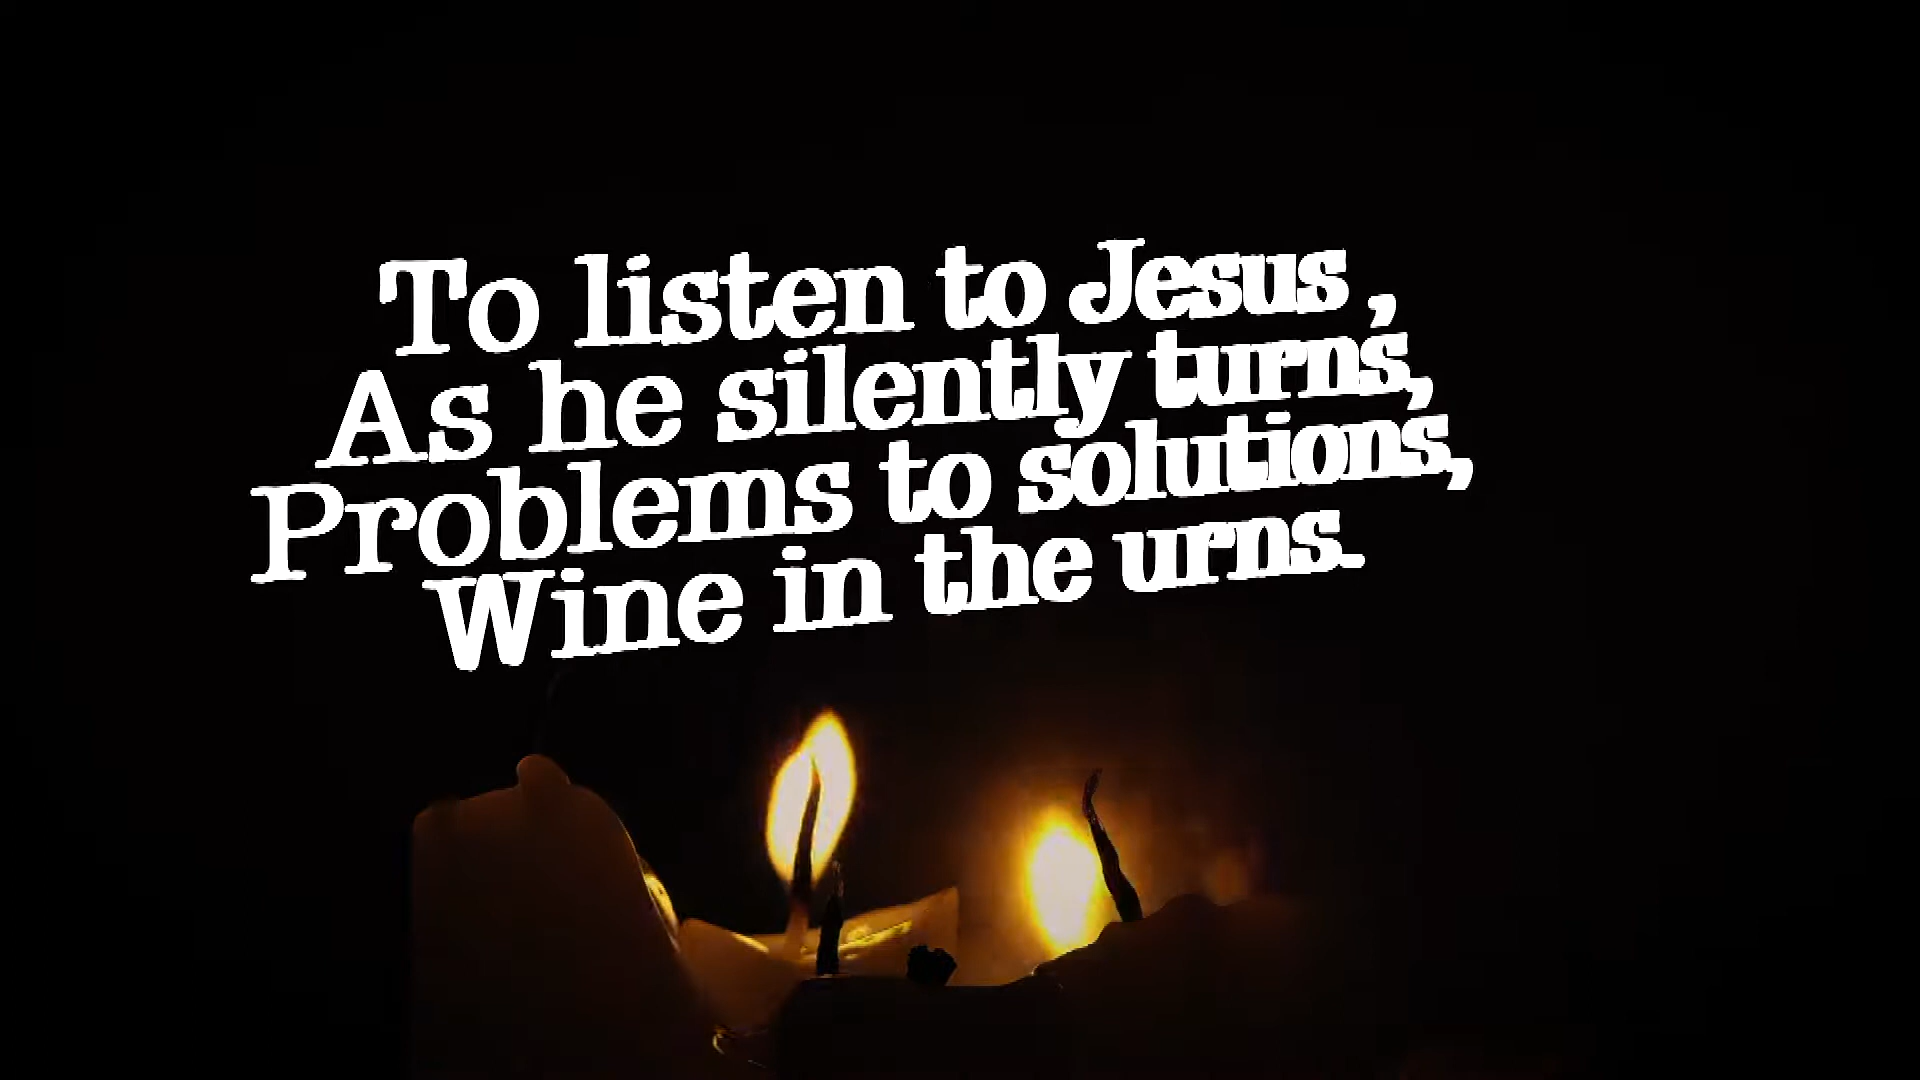 To listen to Jesus ,
As he silently turns,
Problems to solutions,
Wine in the urns.